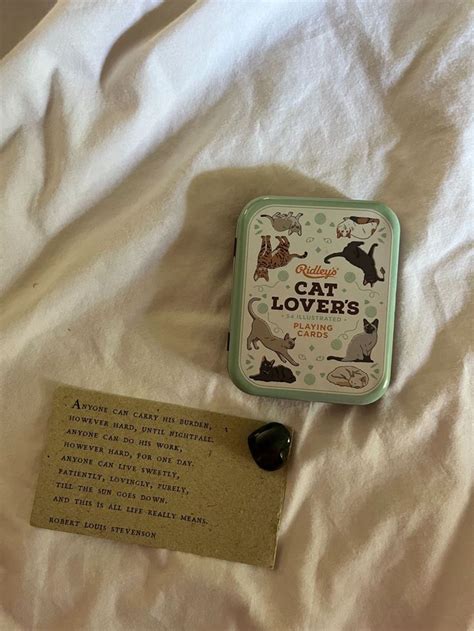 Ridley's
CAT
LOVER'S
54 ILLUSTRATED
PLAYING
CARDS
ANYONE CAN CARRY HIS BURDEN,
HOWEVER HARD, UNTIL NIGHTFALL.
ANYONE CAN DO HIS WORK,
HOWEVER HARD, FOR ONE DAY.
ANYONE CAN LIVE SWEETLY,
PATIENTLY, LOVINGLY, PURELY,
TILL THE SUN GOES DOWN.
AND THIS IS ALL LIFE REALLY MEANS.
ROBERT LOUIS STEVENSON